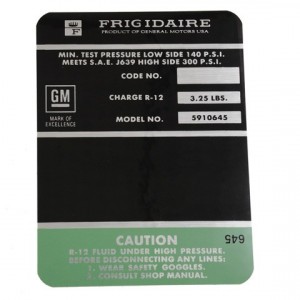 F
FRIGIDAIRE
PRODUCT OF GENERAL MOTORS USA
MIN. TEST PRESSURE LOW SIDE 140 P.S.I.
MEETS S.A.E. J639 HIGH SIDE 300 P.S.I.
CODE NO.
GM
MARK OF
EXCELLENCE
CHARGE R-12 3.25 LBS.
MODEL NO. 5910645
CAUTION
R-12 FLUID UNDER HIGH PRESSURE.
BEFORE DISCONNECTING ANY LINES:
1. WEAR SAFETY GOGGLES.
2. CONSULT SHOP MANUAL.
645